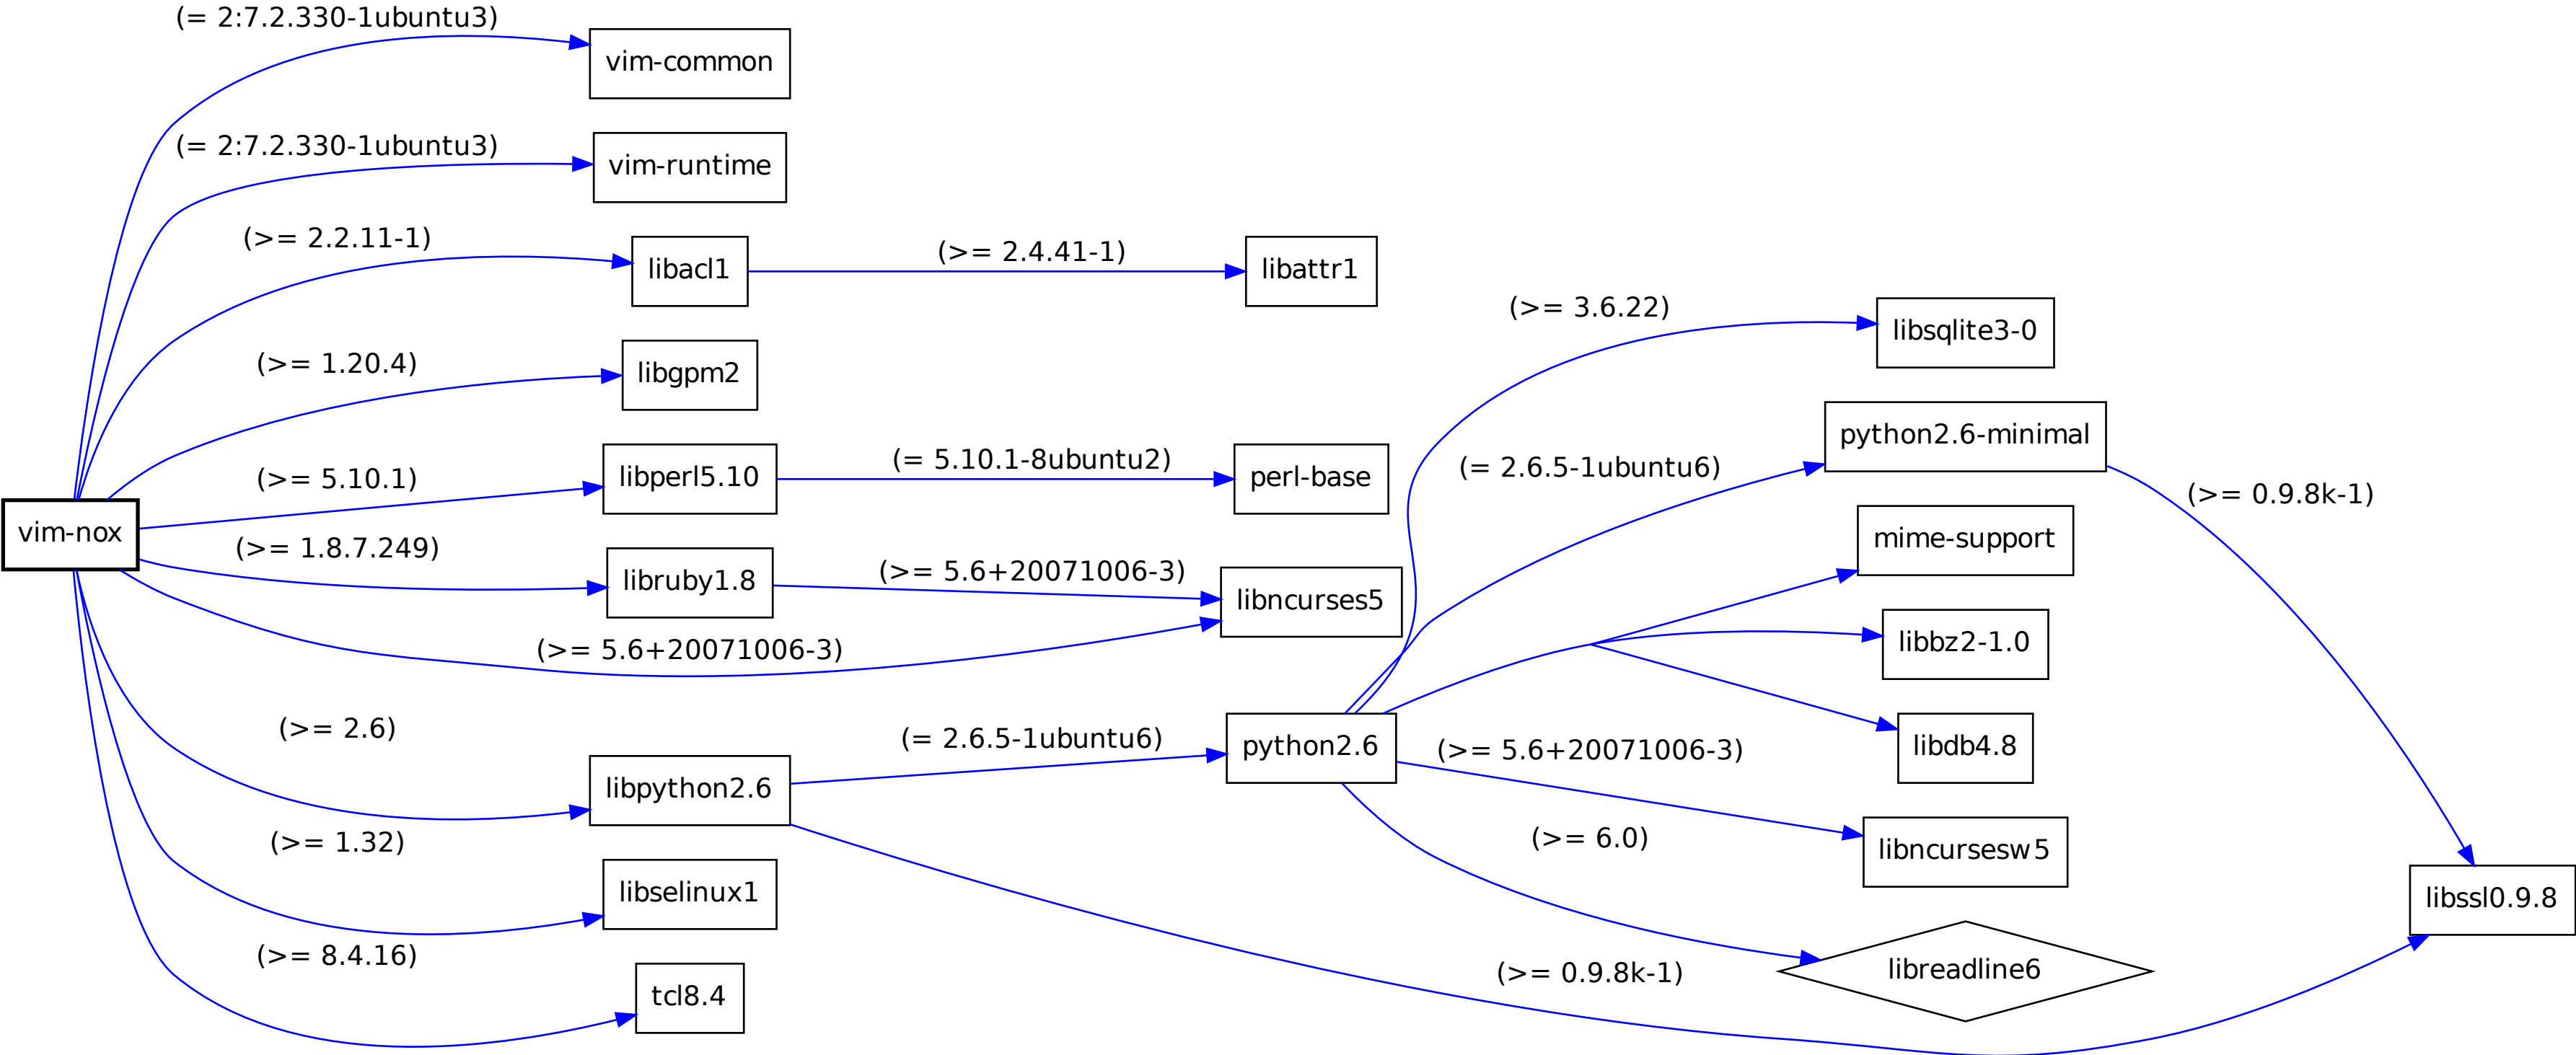 (= 2:7.2.330-1ubuntu3)
vim-common
(= 2:7.2.330-1ubuntu3)
vim-runtime
(>= 2.2.11-1)
libacl1
(>= 2.4.41-1)
libattr1
(>= 3.6.22)
libsqlite3-0
(>= 1.20.4)
libgpm2
(= 2.6.5-1ubuntu6)
python2.6-minimal
(>= 0.9.8k-1)
(>= 5.10.1)
libperl5.10
(= 5.10.1-8ubuntu2)
perl-base
vim-nox
mime-support
(>= 1.8.7.249)
libruby1.8
(>= 5.6+20071006-3)
libncurses5
(>= 5.6+20071006-3)
libbz2-1.0
(>= 2.6)
libpython2.6
(= 2.6.5-1ubuntu6)
python2.6
(>= 5.6+20071006-3)
libdb4.8
(>= 1.32)
(>= 6.0)
libncursesw5
libselinux1
libssl0.9.8
(>= 8.4.16)
(>= 0.9.8k-1)
libreadline6
tcl8.4